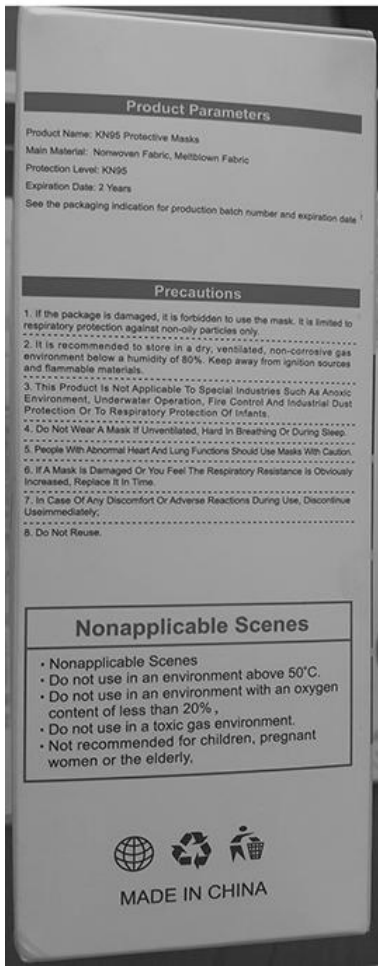 Product Parameters
Product Name: KN95 Protective Masks
Main Material: Nonwoven Fabric, Meltblown Fabric
Protection Level: KN95
Expiration Date: 2 Years
See the packaging indication for production batch number and expiration date
Precautions
1. If the package is damaged, it is forbidden to use the mask. It is limited to
respiratory protection against non-oily particles only.
2. It is recommended to store in a dry, ventilated, non-corrosive gas
environment below a humidity of 80%. Keep away from ignition sources
and flammable materials.
3. This Product Is Not Applicable To Special Industries Such As Anoxic
Environment, Underwater Operation, Fire Control And Industrial Dust
Protection Or To Respiratory Protection Of Infants.
4. Do Not Wear A Mask If Unventilated, Hard In Breathing Or During Sleep.
5. People With Abnormal Heart And Lung Functions Should Use Masks With Caution.
6. If A Mask Is Damaged Or You Feel The Respiratory Resistance Is Obviously
Increased, Replace It In Time.
7. In Case Of Any Discomfort Or Adverse Reactions During Use, Discontinue
Useimmediately;
8. Do Not Reuse.
Nonapplicable Scenes
· Nonapplicable Scenes
· Do not use in an environment above 50°C.
· Do not use in an environment with an oxygen
content of less than 20%,
· Do not use in a toxic gas environment.
· Not recommended for children, pregnant
women or the elderly,
MADE IN CHINA